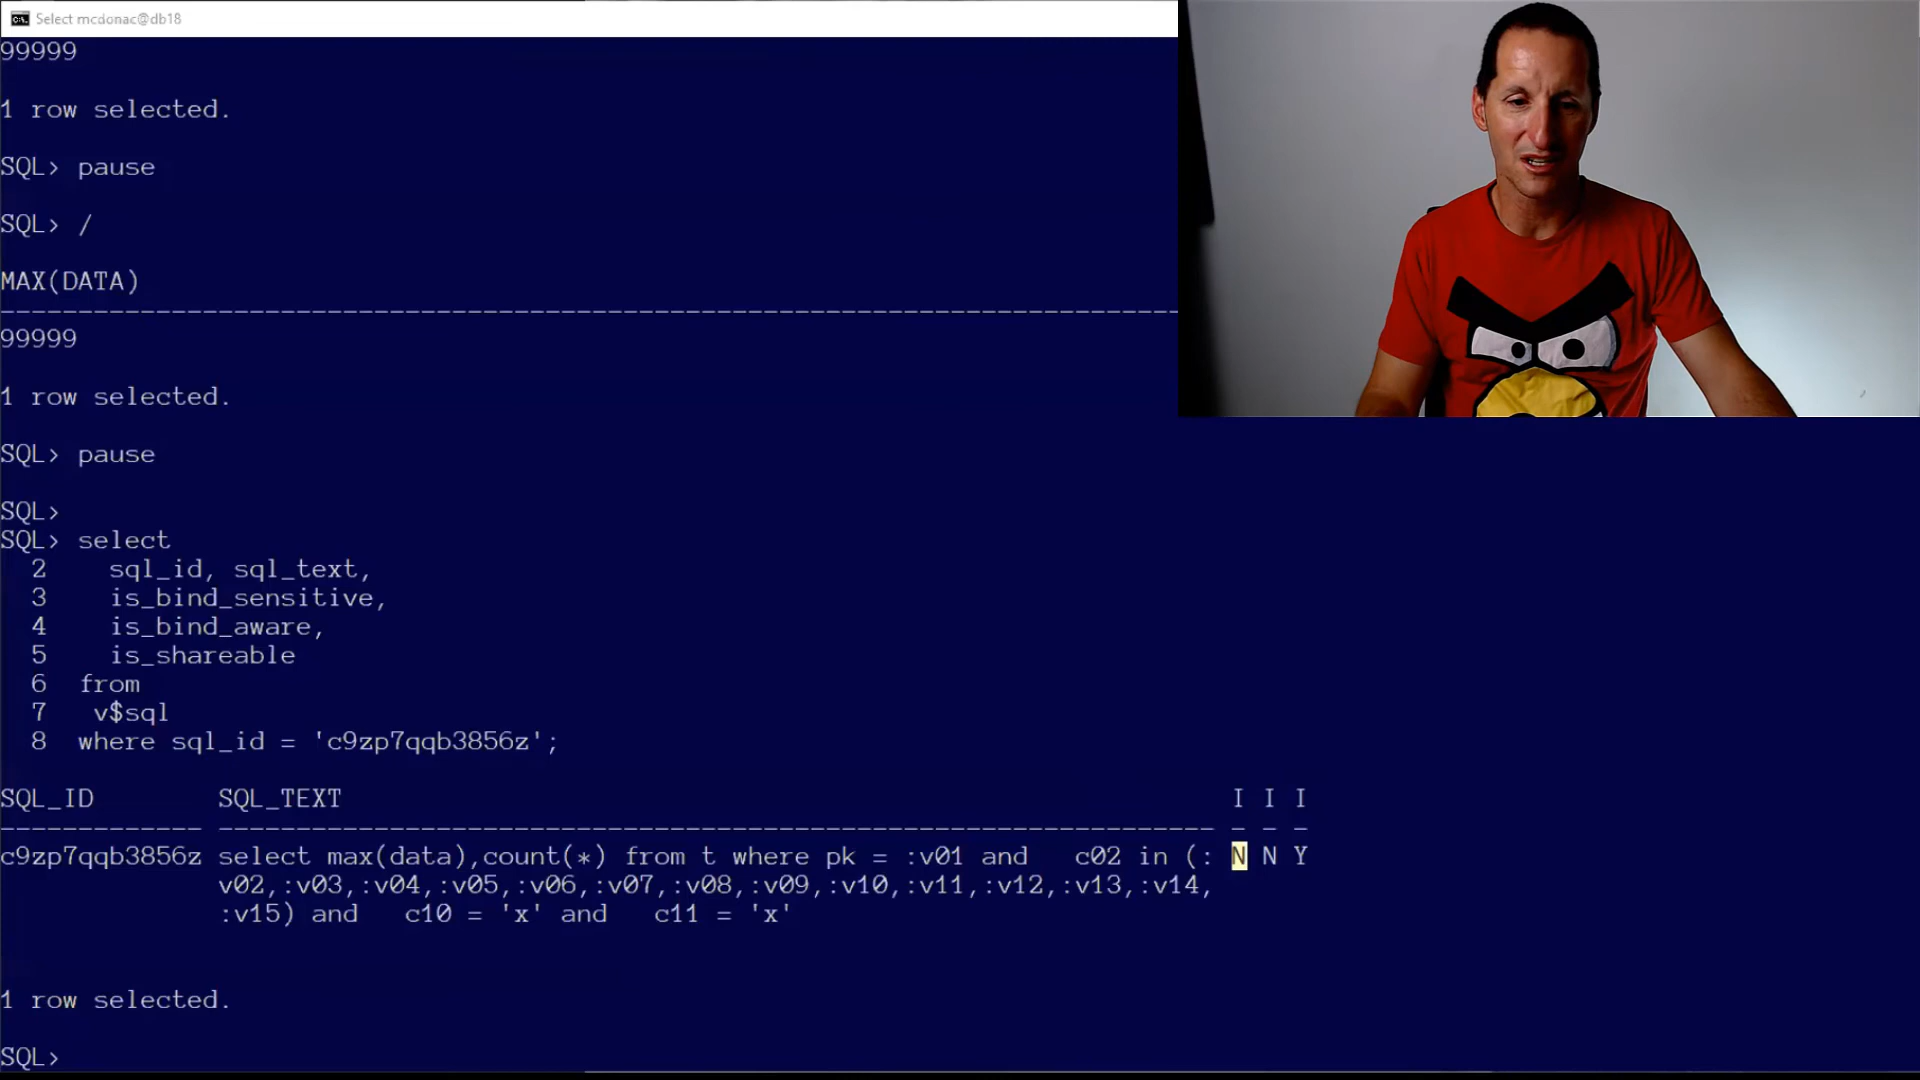 Select mcdonac@db18
99999
1 row selected.
SQL> pause
SQL> /
MAX(DATA)
--------------------------------------------------------------------------------
99999
1 row selected.
SQL> pause
SQL>
SQL> select
2 sql_id, sql_text,
3 is_bind_sensitive,
4 is_bind_aware,
5 is_shareable
6 from
7 v$sql
8 where sql_id = 'c9zp7qqb3856z';
SQL_ID SQL_TEXT I I I
------------- ---------------------------------------------------------------- - - -
c9zp7qqb3856z select max(data),count(*) from t where pk = :v01 and c02 in (: N N Y
v02,:v03,:v04,:v05,:v06,:v07,:v08,:v09,:v10,:v11,:v12,:v13,:v14,
:v15) and c10 = 'x' and c11 = 'x'
1 row selected.
SQL>